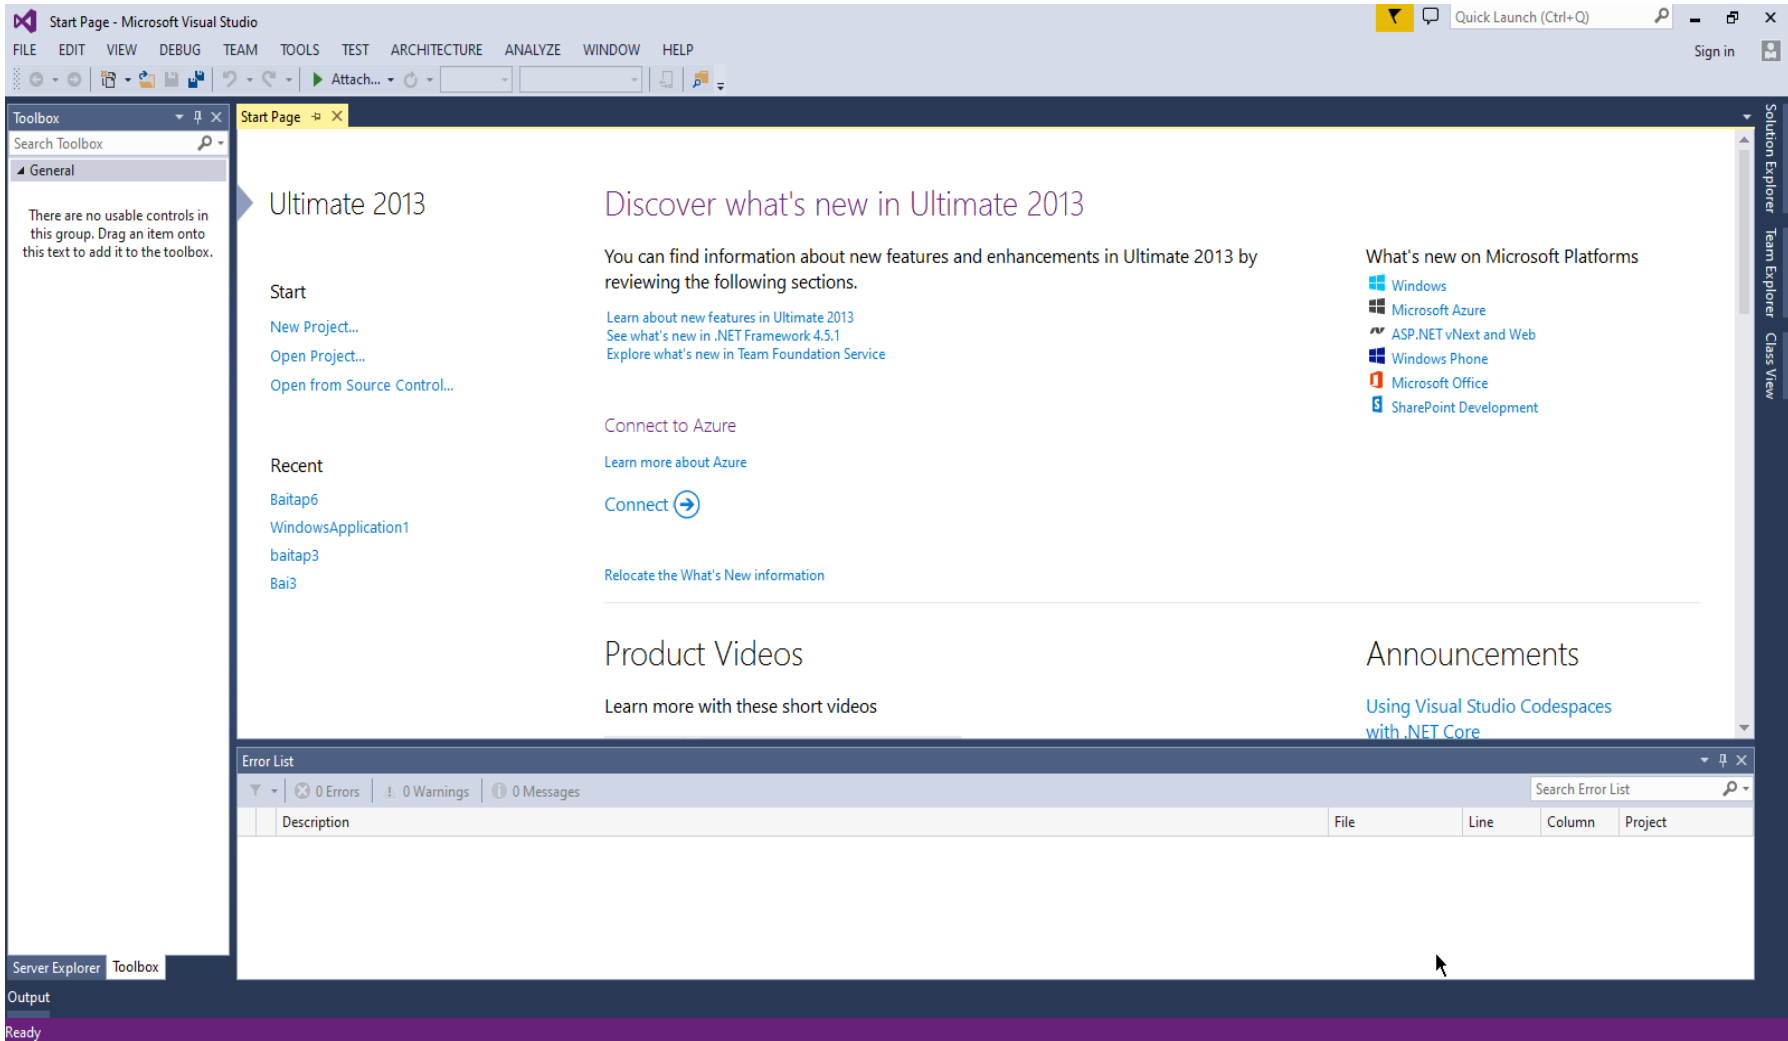 Start Page - Microsoft Visual Studio
Quick Launch (Ctrl+Q)
FILE EDIT VIEW DEBUG TEAM TOOLS TEST ARCHITECTURE ANALYZE WINDOW HELP
Sign in
Attach...
Toolbox
Search Toolbox
General
There are no usable controls in
this group. Drag an item onto
this text to add it to the toolbox.
Server Explorer Toolbox
Start Page
Ultimate 2013
Start
New Project...
Open Project...
Open from Source Control...
Recent
Baitap6
WindowsApplication1
baitap3
Bai3
Discover what's new in Ultimate 2013
You can find information about new features and enhancements in Ultimate 2013 by
reviewing the following sections.
Learn about new features in Ultimate 2013
See what's new in .NET Framework 4.5.1
Explore what's new in Team Foundation Service
Connect to Azure
Learn more about Azure
Connect
Relocate the What's New information
What's new on Microsoft Platforms
Windows
Microsoft Azure
ASP.NET vNext and Web
Windows Phone
Microsoft Office
SharePoint Development
Product Videos
Learn more with these short videos
Announcements
Using Visual Studio Codespaces
with .NET Core
Solution Explorer
Team Explorer
Class View
Error List
0 Errors 0 Warnings 0 Messages
Search Error List
Description File Line Column Project
Output
Ready